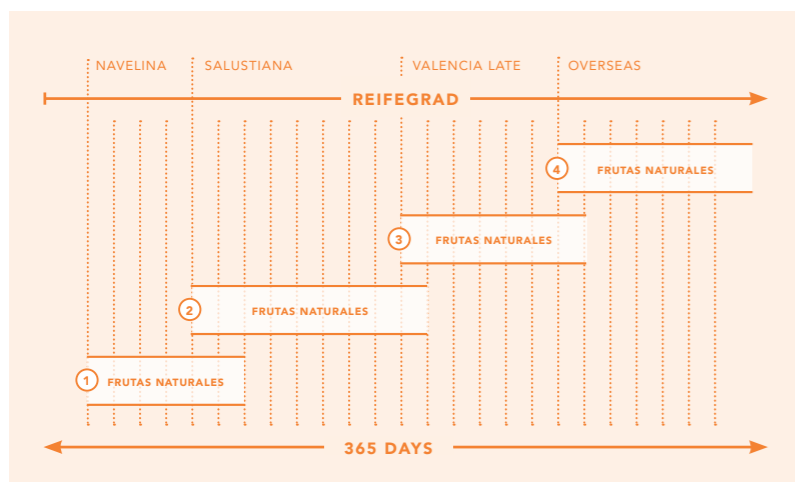 NAVELINA
SALUSTIANA
VALENCIA LATE
OVERSEAS
REIFEGRAD
4
FRUTAS NATURALES
3
FRUTAS NATURALES
2
FRUTAS NATURALES
1
FRUTAS NATURALES
365 DAYS